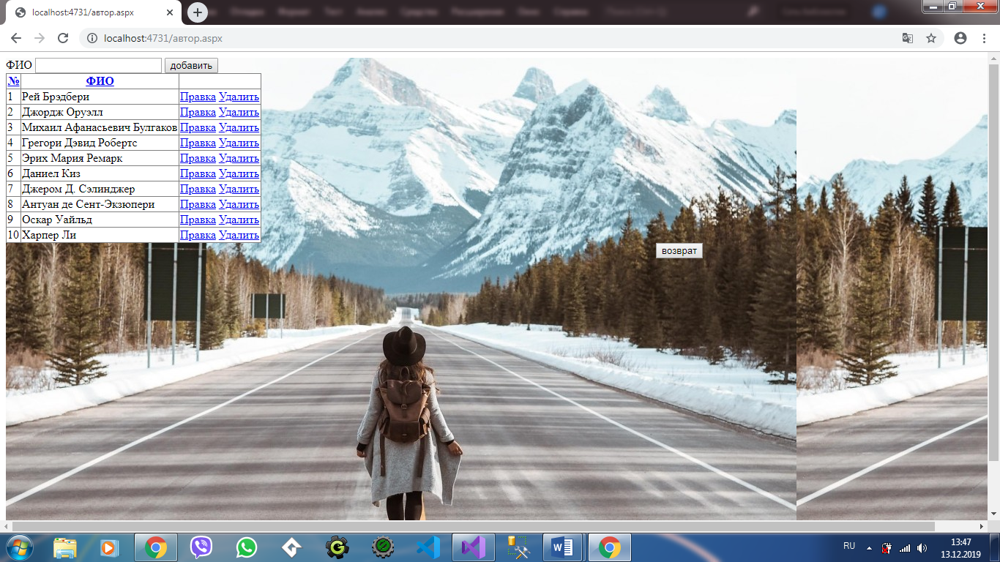 localhost:4731/автор.aspx
localhost:4731/автор.aspx
ФИО добавить
№ ФИО
1 Рей Брэдбери Правка Удалить
2 Джордж Оруэлл Правка Удалить
3 Михаил Афанасьевич Булгаков Правка Удалить
4 Грегори Дэвид Робертс Правка Удалить
5 Эрих Мария Ремарк Правка Удалить
6 Даниел Киз Правка Удалить
7 Джером Д. Сэлинджер Правка Удалить
8 Антуан де Сент-Экзюпери Правка Удалить
9 Оскар Уайльд Правка Удалить
10 Харпер Ли Правка Удалить
возврат
RU
13:47
13.12.2019